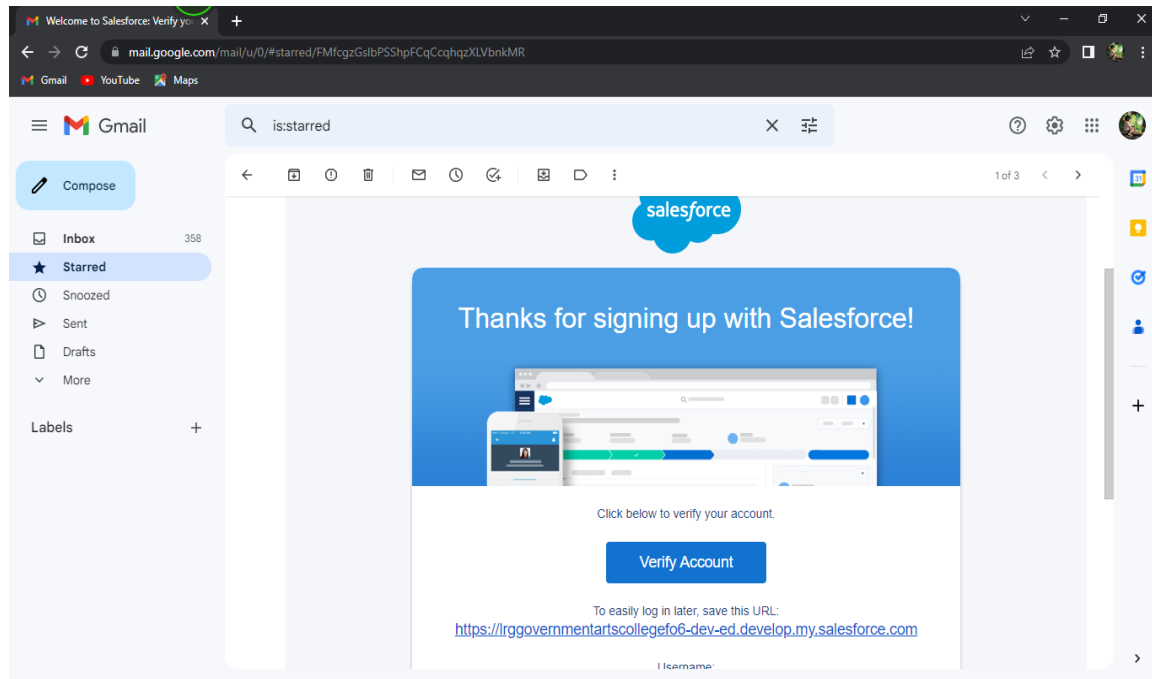 Welcome to Salesforce: Verify yo
mail.google.com/mail/u/0/#starred/FMfcgzGslbPSShpFCqCcqhqzXLVbnkMR
Gmail YouTube Maps
Gmail
is:starred
Compose
1 of 3
31
Inbox 358
Starred
Snoozed
Sent
Drafts
More
Labels
salesforce
Thanks for signing up with Salesforce!
Click below to verify your account.
Verify Account
To easily log in later, save this URL:
https://lrggovernmentartscollegefo6-dev-ed.develop.my.salesforce.com
Username: